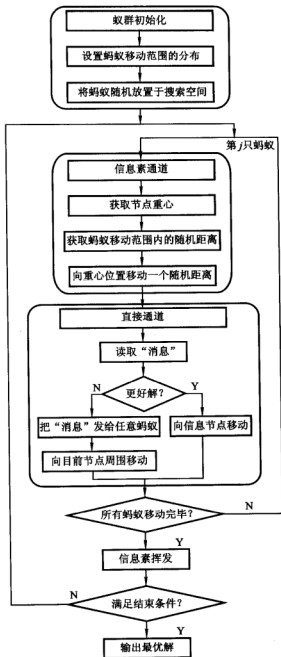 蚁群初始化
设置蚂蚁移动范围的分布
将蚂蚁随机放置于搜索空间
第j只蚂蚁
信息素通道
获取节点重心
获取蚂蚁移动范围内的随机距离
向重心位置移动一个随机距离
直接通道
读取“消息”
更好解?
N
Y
把“消息”发给任意蚂蚁
向信息节点移动
向目前节点周围移动
所有蚂蚁移动完毕?
N
Y
信息素挥发
满足结束条件?
N
Y
输出最优解